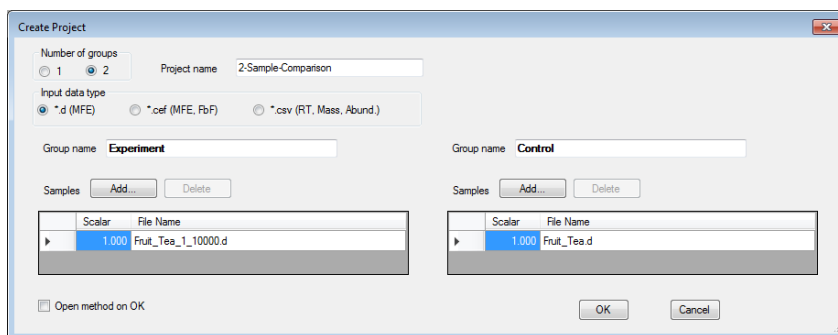 Create Project
Number of groups
1 2 Project name 2-Sample-Comparison
Input data type
*.d (MFE) *.cef (MFE, FbF) *.csv (RT, Mass, Abund.)
Group name Experiment Group name Control
Samples Add... Delete Samples Add... Delete
Scalar File Name Scalar File Name
1.000 Fruit_Tea_1_10000.d 1.000 Fruit_Tea.d
Open method on OK OK Cancel